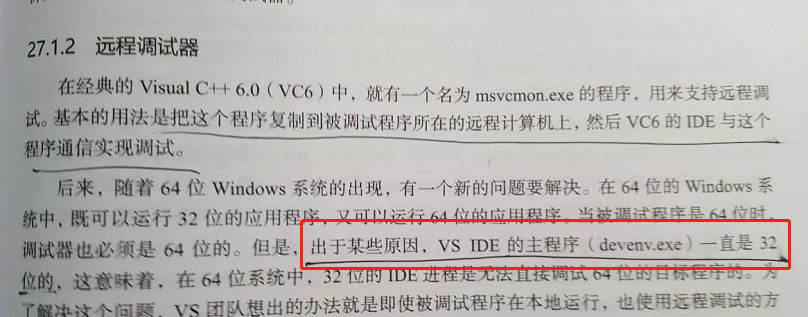 27.1.2 远程调试器
在经典的 Visual C++ 6.0（VC6）中，就有一个名为 msvcmon.exe 的程序，用来支持远程调
试。基本的用法是把这个程序复制到被调试程序所在的远程计算机上，然后 VC6 的 IDE 与这个
程序通信实现调试。
后来，随着 64 位 Windows 系统的出现，有一个新的问题要解决。在 64 位的 Windows 系
统中，既可以运行 32 位的应用程序，又可以运行 64 位的应用程序。当被调试程序是 64 位时，
调试器也必须是 64 位的。但是，出于某些原因，VS IDE 的主程序（devenv.exe）一直是 32
位的，这意味着，在 64 位系统中，32 位的 IDE 进程是无法直接调试 64 位的目标程序的。为
了解决这个问题，VS 团队想出的办法就是即使被调试程序在本地运行，也使用远程调试的方